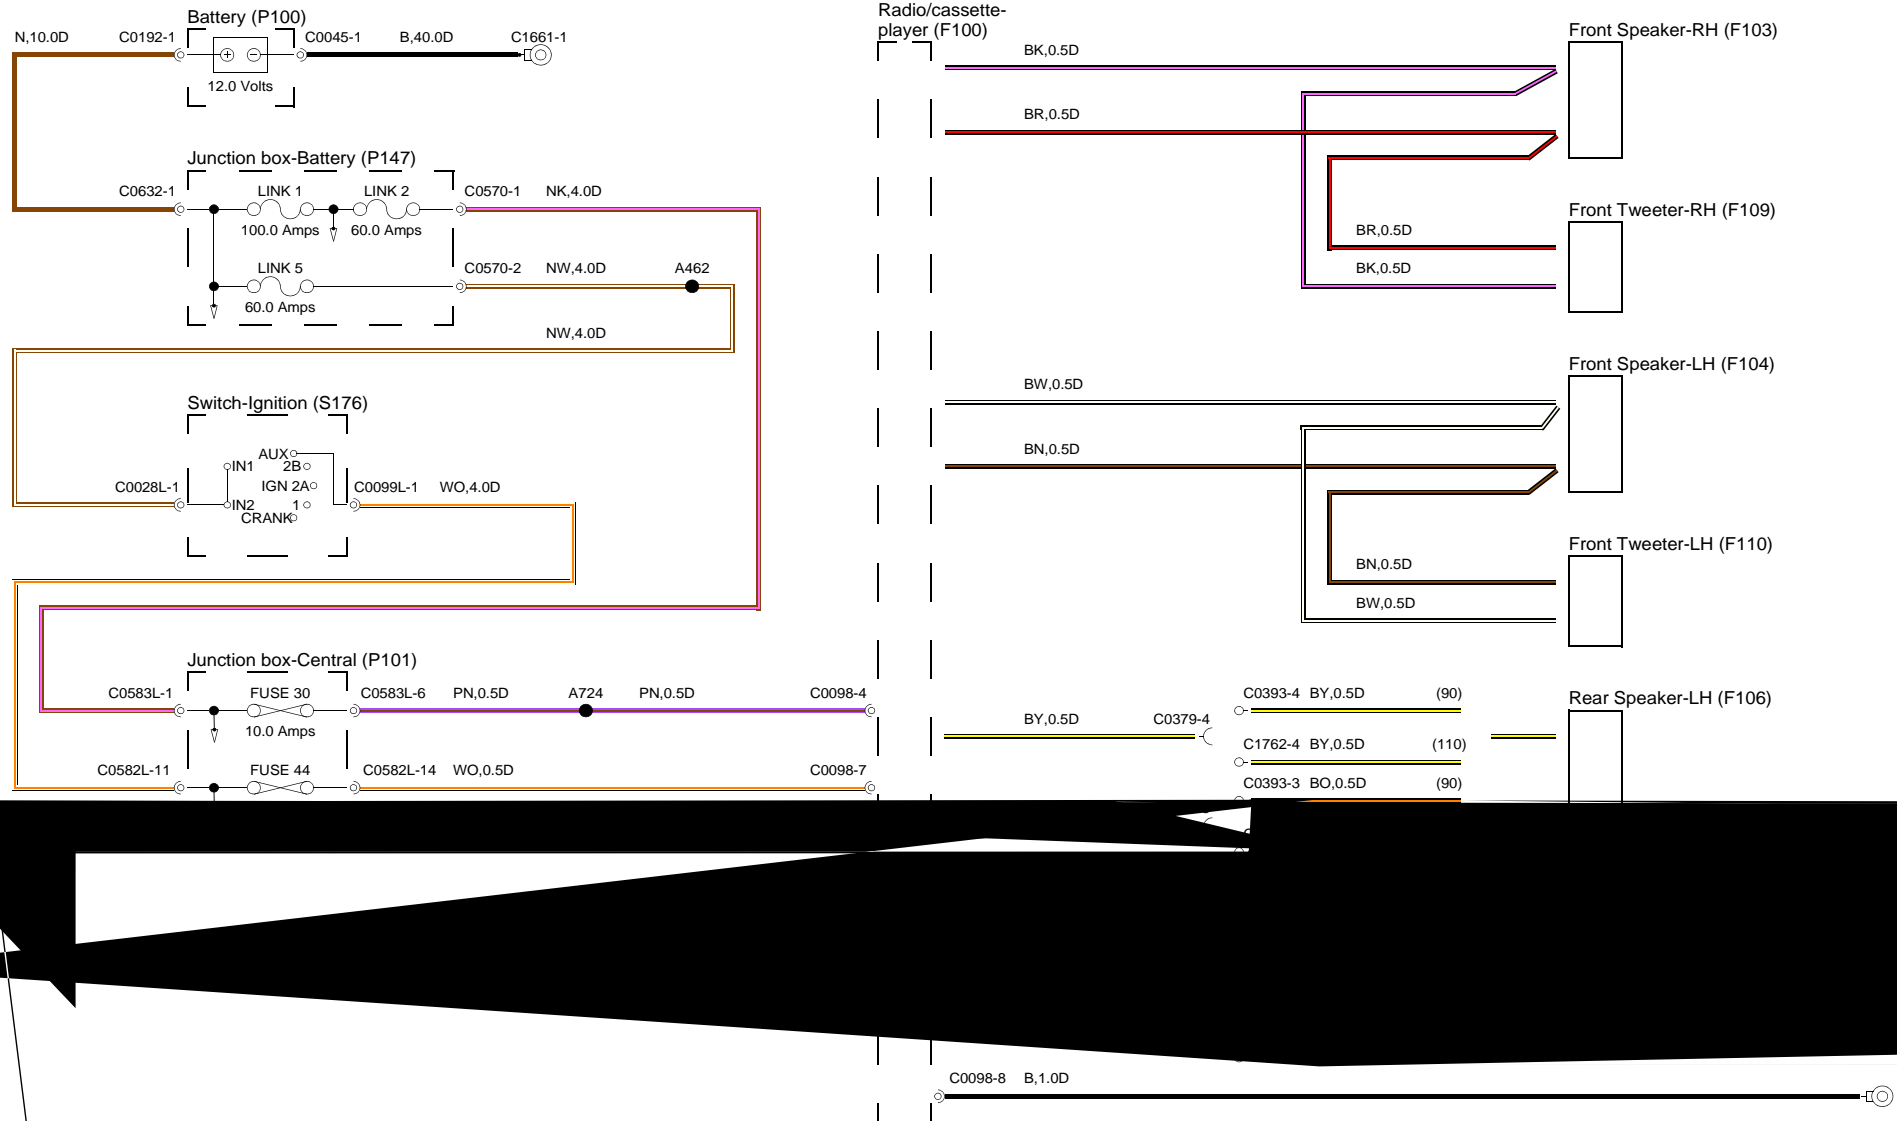 Battery (P100)
N,10.0D
C0192-1
C0045-1
B,40.0D
C1661-1
12.0 Volts
Junction box-Battery (P147)
C0632-1
LINK 1
LINK 2
C0570-1
NK,4.0D
100.0 Amps
60.0 Amps
LINK 5
C0570-2
NW,4.0D
A462
60.0 Amps
NW,4.0D
Switch-Ignition (S176)
AUX
IN1
2B
IGN 2A
C0028L-1
C0099L-1
WO,4.0D
IN2
1
CRANK
Junction box-Central (P101)
C0583L-1
FUSE 30
C0583L-6
PN,0.5D
A724
PN,0.5D
C0098-4
10.0 Amps
C0582L-11
FUSE 44
C0582L-14
WO,0.5D
C0098-7
Radio/cassette-
player (F100)
BK,0.5D
Front Speaker-RH (F103)
BR,0.5D
Front Tweeter-RH (F109)
BR,0.5D
BK,0.5D
Front Speaker-LH (F104)
BW,0.5D
BN,0.5D
Front Tweeter-LH (F110)
BN,0.5D
BW,0.5D
Rear Speaker-LH (F106)
C0393-4
BY,0.5D
(90)
BY,0.5D
C0379-4
C1762-4
BY,0.5D
(110)
C0393-3
BO,0.5D
(90)
C0098-8
B,1.0D